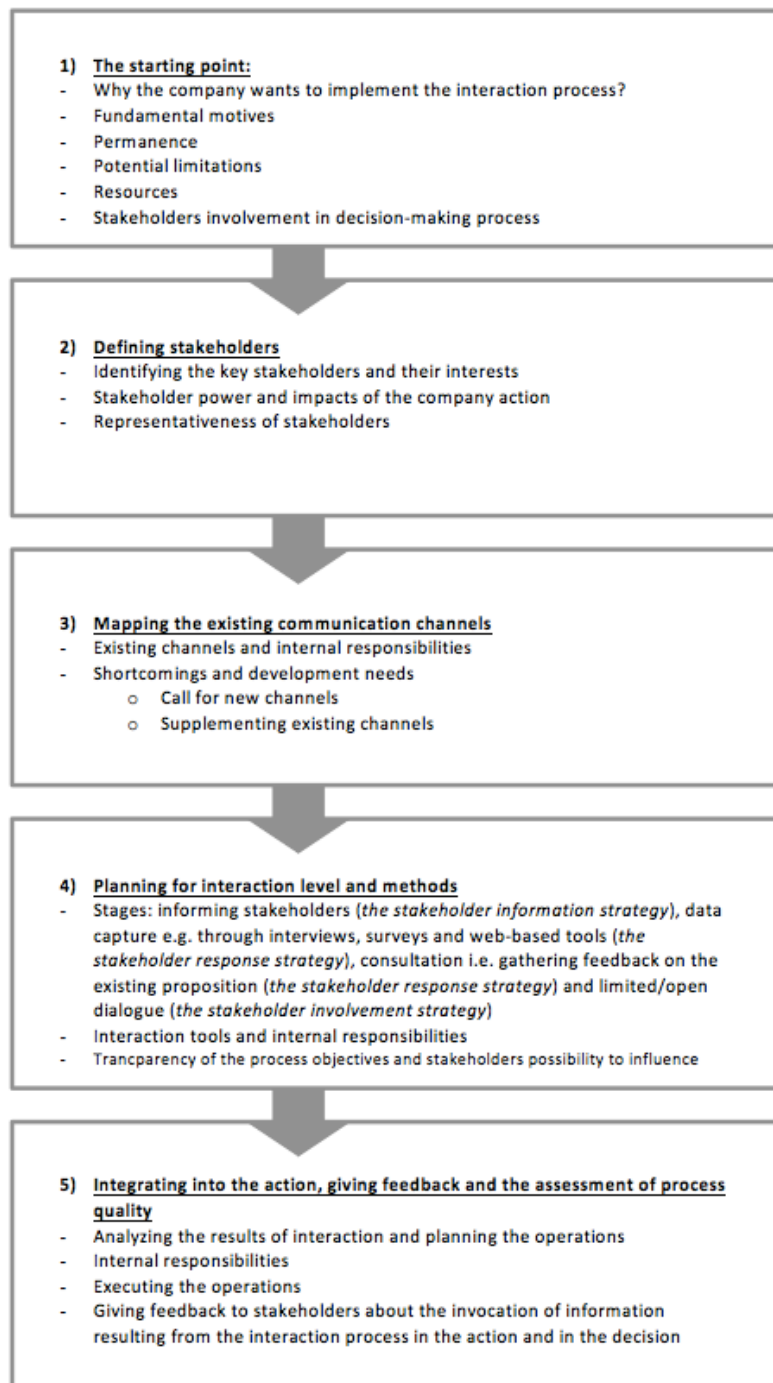 1) The starting point:
- Why the company wants to implement the interaction process?
- Fundamental motives
- Permanence
- Potential limitations
- Resources
- Stakeholders involvement in decision-making process
2) Defining stakeholders
- Identifying the key stakeholders and their interests
- Stakeholder power and impacts of the company action
- Representativeness of stakeholders
3) Mapping the existing communication channels
- Existing channels and internal responsibilities
- Shortcomings and development needs
o Call for new channels
o Supplementing existing channels
4) Planning for interaction level and methods
- Stages: informing stakeholders (the stakeholder information strategy), data
capture e.g. through interviews, surveys and web-based tools (the
stakeholder response strategy), consultation i.e. gathering feedback on the
existing proposition (the stakeholder response strategy) and limited/open
dialogue (the stakeholder involvement strategy)
- Interaction tools and internal responsibilities
- Trancparency of the process objectives and stakeholders possibility to influence
5) Integrating into the action, giving feedback and the assessment of process
quality
- Analyzing the results of interaction and planning the operations
- Internal responsibilities
- Executing the operations
- Giving feedback to stakeholders about the invocation of information
resulting from the interaction process in the action and in the decision